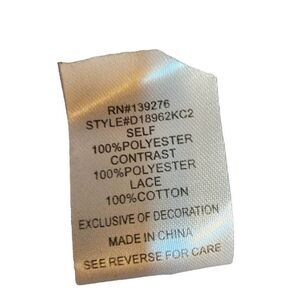 RN#139276
STYLE#D18962KC2
SELF
100%POLYESTER
CONTRAST
100%POLYESTER
LACE
100%COTTON
EXCLUSIVE OF DECORATION
MADE IN CHINA
SEE REVERSE FOR CARE